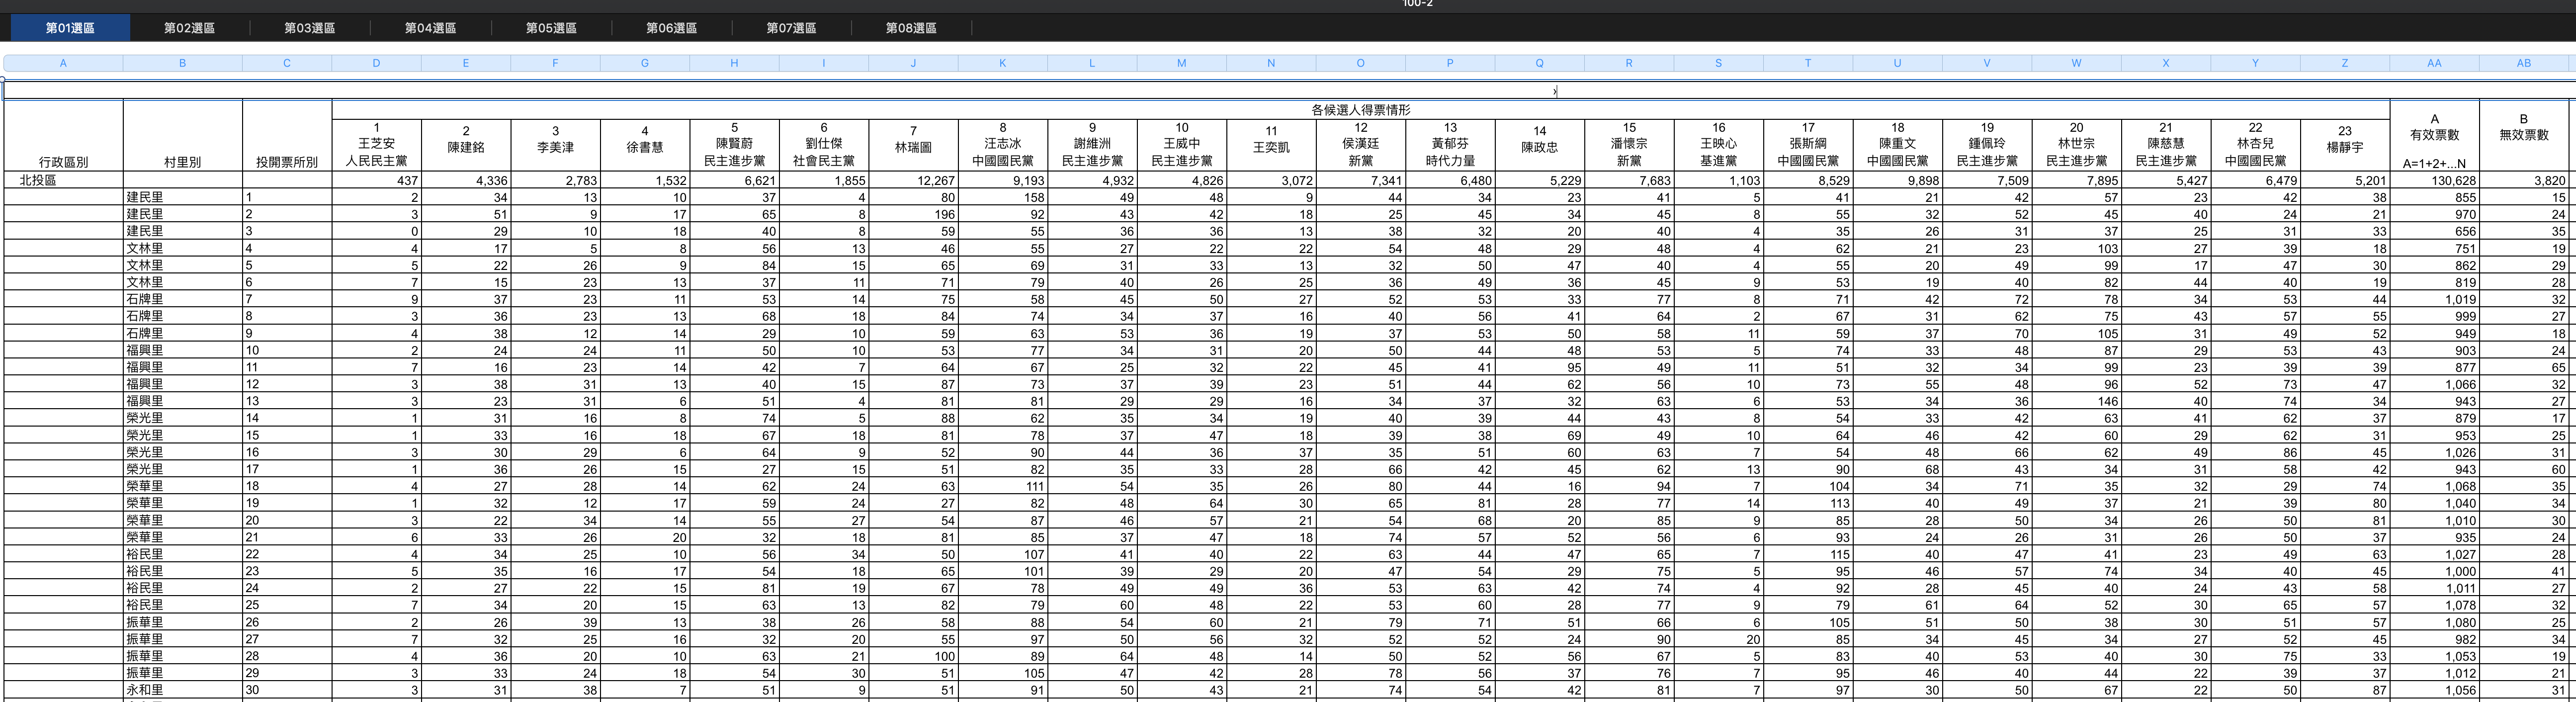 100-2
第01選區 第02選區 第03選區 第04選區 第05選區 第06選區 第07選區 第08選區
A B C D E F G H I J K L M N O P Q R S T U V W X Y Z AA AB
各候選人得票情形
行政區別 村里別 投開票所別 1 王芝安 人民民主黨 2 陳建銘 3 李美津 4 徐書慧 5 陳賢蔚 民主進步黨 6 劉仕傑 社會民主黨 7 林瑞圖 8 汪志冰 中國國民黨 9 謝維洲 民主進步黨 10 王威中 民主進步黨 11 王奕凱 12 侯漢廷 新黨 13 黃郁芬 時代力量 14 陳政忠 15 潘懷宗 新黨 16 王映心 基進黨 17 張斯綱 中國國民黨 18 陳重文 中國國民黨 19 鍾佩玲 民主進步黨 20 林世宗 民主進步黨 21 陳慈慧 民主進步黨 22 林杏兒 中國國民黨 23 楊靜宇 A 有效票數 A=1+2+...N B 無效票數
北投區 437 4,336 2,783 1,532 6,621 1,855 12,267 9,193 4,932 4,826 3,072 7,341 6,480 5,229 7,683 1,103 8,529 9,898 7,509 7,895 5,427 6,479 5,201 130,628 3,820
建民里 1 2 34 13 10 37 4 80 158 49 48 9 44 34 23 41 5 41 21 42 57 23 42 38 855 15
建民里 2 3 51 9 17 65 8 196 92 43 42 18 25 45 34 45 8 55 32 52 45 40 24 21 970 24
建民里 3 0 29 10 18 40 8 59 55 36 36 13 38 32 20 40 4 35 26 31 37 25 31 33 656 35
文林里 4 4 17 5 8 56 13 46 55 27 22 22 54 48 29 48 4 62 21 23 103 27 39 18 751 19
文林里 5 5 22 26 9 84 15 65 69 31 33 13 32 50 47 40 4 55 20 49 99 17 47 30 862 29
文林里 6 7 15 23 13 37 11 71 79 40 26 25 36 49 36 45 9 53 19 40 82 44 40 19 819 28
石牌里 7 9 37 23 11 53 14 75 58 45 50 27 52 53 33 77 8 71 42 72 78 34 53 44 1,019 32
石牌里 8 3 36 23 13 68 18 84 74 34 37 16 40 56 41 64 2 67 31 62 75 43 57 55 999 27
石牌里 9 4 38 12 14 29 10 59 63 53 36 19 37 53 50 58 11 59 37 70 105 31 49 52 949 18
福興里 10 2 24 24 11 50 10 53 77 34 31 20 50 44 48 53 5 74 33 48 87 29 53 43 903 24
福興里 11 7 16 23 14 42 7 64 67 25 32 22 45 41 95 49 11 51 32 34 99 23 39 39 877 65
福興里 12 3 38 31 13 40 15 87 73 37 39 23 51 44 62 56 10 73 55 48 96 52 73 47 1,066 32
福興里 13 3 23 31 6 51 4 81 81 29 29 16 34 37 32 63 6 53 34 36 146 40 74 34 943 27
榮光里 14 1 31 16 8 74 5 88 62 35 34 19 40 39 44 43 8 54 33 42 63 41 62 37 879 17
榮光里 15 1 33 16 18 67 18 81 78 37 47 18 39 38 69 49 10 64 46 42 60 29 62 31 953 25
榮光里 16 3 30 29 6 64 9 52 90 44 36 37 35 51 60 63 7 54 48 66 62 49 86 45 1,026 31
榮光里 17 1 36 26 15 27 15 51 82 35 33 28 66 42 45 62 13 90 68 43 34 31 58 42 943 60
榮華里 18 4 27 28 14 62 24 63 111 54 35 26 80 44 16 94 7 104 34 71 35 32 29 74 1,068 35
榮華里 19 1 32 12 17 59 24 27 82 48 64 30 65 81 28 77 14 113 40 49 37 21 39 80 1,040 34
榮華里 20 3 22 34 14 55 27 54 87 46 57 21 54 68 20 85 9 85 28 50 34 26 50 81 1,010 30
榮華里 21 6 33 26 20 32 18 81 85 37 47 18 74 57 52 56 6 93 24 26 31 26 50 37 935 24
裕民里 22 4 34 25 10 56 34 50 107 41 40 22 63 44 47 65 7 115 40 47 41 23 49 63 1,027 28
裕民里 23 5 35 16 17 54 18 65 101 39 29 20 47 54 29 75 5 95 46 57 74 34 40 45 1,000 41
裕民里 24 2 27 22 15 81 19 67 78 49 49 36 53 63 42 74 4 92 28 45 40 24 43 58 1,011 27
裕民里 25 7 34 20 15 63 13 82 79 60 48 22 53 60 28 77 9 79 61 64 52 30 65 57 1,078 32
振華里 26 2 26 39 13 38 26 58 88 54 60 21 79 71 51 66 6 105 51 50 38 30 51 57 1,080 25
振華里 27 7 32 25 16 32 20 55 97 50 56 32 52 52 24 90 20 85 34 45 34 27 52 45 982 34
振華里 28 4 36 20 10 63 21 100 89 64 48 14 50 52 56 67 5 83 40 53 40 30 75 33 1,053 19
振華里 29 3 33 24 18 54 30 51 105 47 42 28 78 56 37 76 7 95 46 40 44 22 39 37 1,012 21
永和里 30 3 31 38 7 51 9 51 91 50 43 21 74 54 42 81 7 97 30 50 67 22 50 87 1,056 31